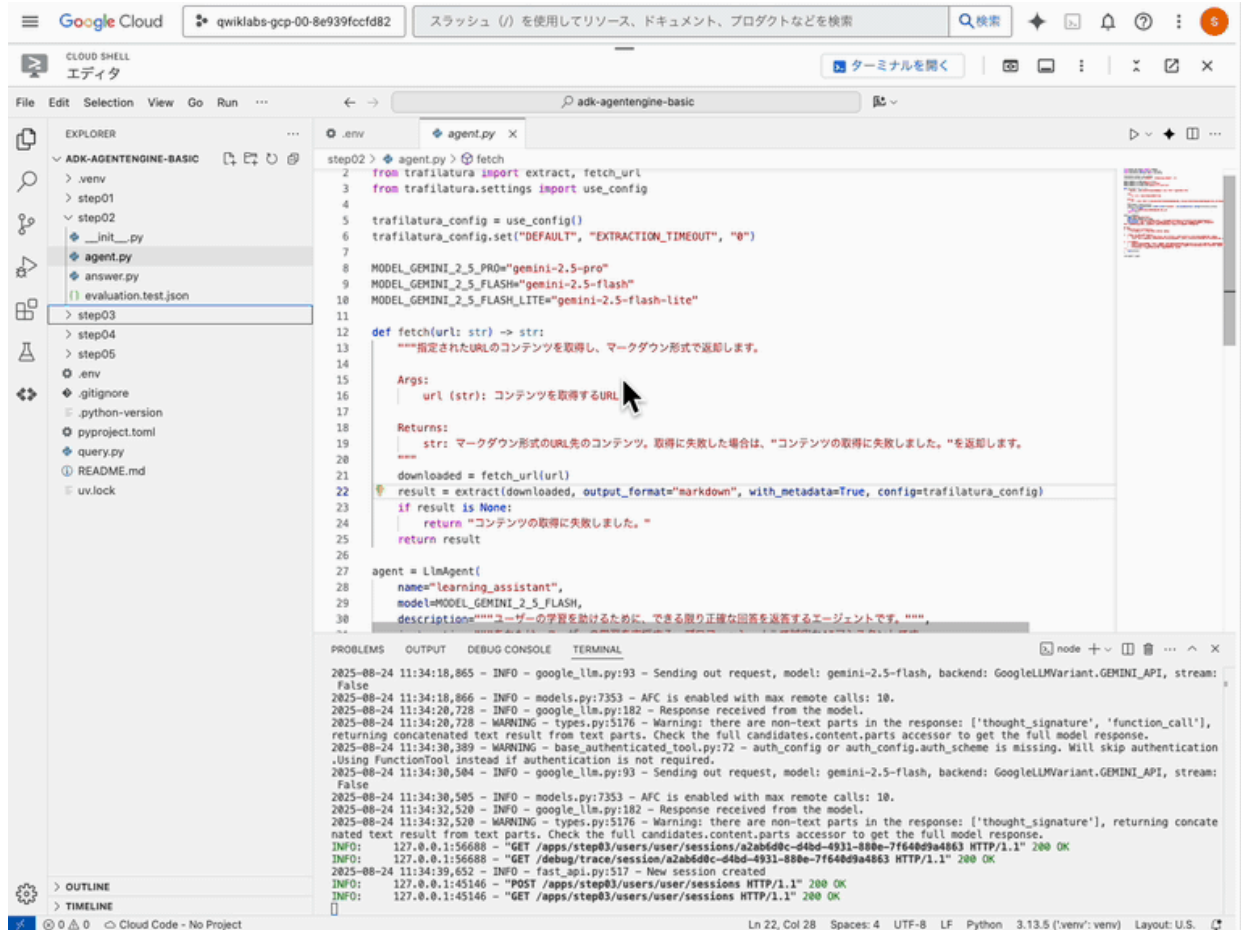 Google Cloud
qwiklabs-gcp-00-8e939fccfd82
スラッシュ (/) を使用してリソース、ドキュメント、プロダクトなどを検索
検索
S
CLOUD SHELL
エディタ
ターミナルを開く
File Edit Selection View Go Run ···
adk-agentengine-basic
EXPLORER
ADK-AGENTENGINE-BASIC
.venv
step01
step02
__init__.py
agent.py
answer.py
evaluation.test.json
step03
step04
step05
.env
.gitignore
.python-version
pyproject.toml
query.py
README.md
uv.lock
OUTLINE
TIMELINE
.env
agent.py
step02 > agent.py > fetch
2 from trafilatura import extract, fetch_url
3 from trafilatura.settings import use_config
4
5 trafilatura_config = use_config()
6 trafilatura_config.set("DEFAULT", "EXTRACTION_TIMEOUT", "0")
7
8 MODEL_GEMINI_2_5_PRO="gemini-2.5-pro"
9 MODEL_GEMINI_2_5_FLASH="gemini-2.5-flash"
10 MODEL_GEMINI_2_5_FLASH_LITE="gemini-2.5-flash-lite"
11
12 def fetch(url: str) -> str:
13 """指定されたURLのコンテンツを取得し、マークダウン形式で返却します。
14
15 Args:
16 url (str): コンテンツを取得するURL
17
18 Returns:
19 str: マークダウン形式のURL先のコンテンツ。取得に失敗した場合は、"コンテンツの取得に失敗しました。"を返却します。
20 """
21 downloaded = fetch_url(url)
22 result = extract(downloaded, output_format="markdown", with_metadata=True, config=trafilatura_config)
23 if result is None:
24 return "コンテンツの取得に失敗しました。"
25 return result
26
27 agent = LlmAgent(
28 name="learning_assistant",
29 model=MODEL_GEMINI_2_5_FLASH,
30 description="""ユーザーの学習を助けるために、できる限り正確な回答を返答するエージェントです。""",
PROBLEMS OUTPUT DEBUG CONSOLE TERMINAL
node
2025-08-24 11:34:18,865 - INFO - google_llm.py:93 - Sending out request, model: gemini-2.5-flash, backend: GoogleLLMVariant.GEMINI_API, stream:
False
2025-08-24 11:34:18,866 - INFO - models.py:7353 - AFC is enabled with max remote calls: 10.
2025-08-24 11:34:20,728 - INFO - google_llm.py:182 - Response received from the model.
2025-08-24 11:34:20,728 - WARNING - types.py:5176 - Warning: there are non-text parts in the response: ['thought_signature', 'function_call'],
returning concatenated text result from text parts. Check the full candidates.content.parts accessor to get the full model response.
2025-08-24 11:34:30,389 - WARNING - base_authenticated_tool.py:72 - auth_config or auth_config.auth_scheme is missing. Will skip authentication
.Using FunctionTool instead if authentication is not required.
2025-08-24 11:34:30,504 - INFO - google_llm.py:93 - Sending out request, model: gemini-2.5-flash, backend: GoogleLLMVariant.GEMINI_API, stream:
False
2025-08-24 11:34:30,505 - INFO - models.py:7353 - AFC is enabled with max remote calls: 10.
2025-08-24 11:34:32,520 - INFO - google_llm.py:182 - Response received from the model.
2025-08-24 11:34:32,520 - WARNING - types.py:5176 - Warning: there are non-text parts in the response: ['thought_signature'], returning concate
nated text result from text parts. Check the full candidates.content.parts accessor to get the full model response.
INFO: 127.0.0.1:56688 - "GET /apps/step03/users/user/sessions/a2ab6d0c-d4bd-4931-880e-7f640d9a4863 HTTP/1.1" 200 OK
INFO: 127.0.0.1:56688 - "GET /debug/trace/session/a2ab6d0c-d4bd-4931-880e-7f640d9a4863 HTTP/1.1" 200 OK
2025-08-24 11:34:39,652 - INFO - fast_api.py:517 - New session created
INFO: 127.0.0.1:45146 - "POST /apps/step03/users/user/sessions HTTP/1.1" 200 OK
INFO: 127.0.0.1:45146 - "GET /apps/step03/users/user/sessions HTTP/1.1" 200 OK
0 0 Cloud Code - No Project
Ln 22, Col 28 Spaces: 4 UTF-8 LF Python 3.13.5 ('.venv': venv) Layout: U.S.